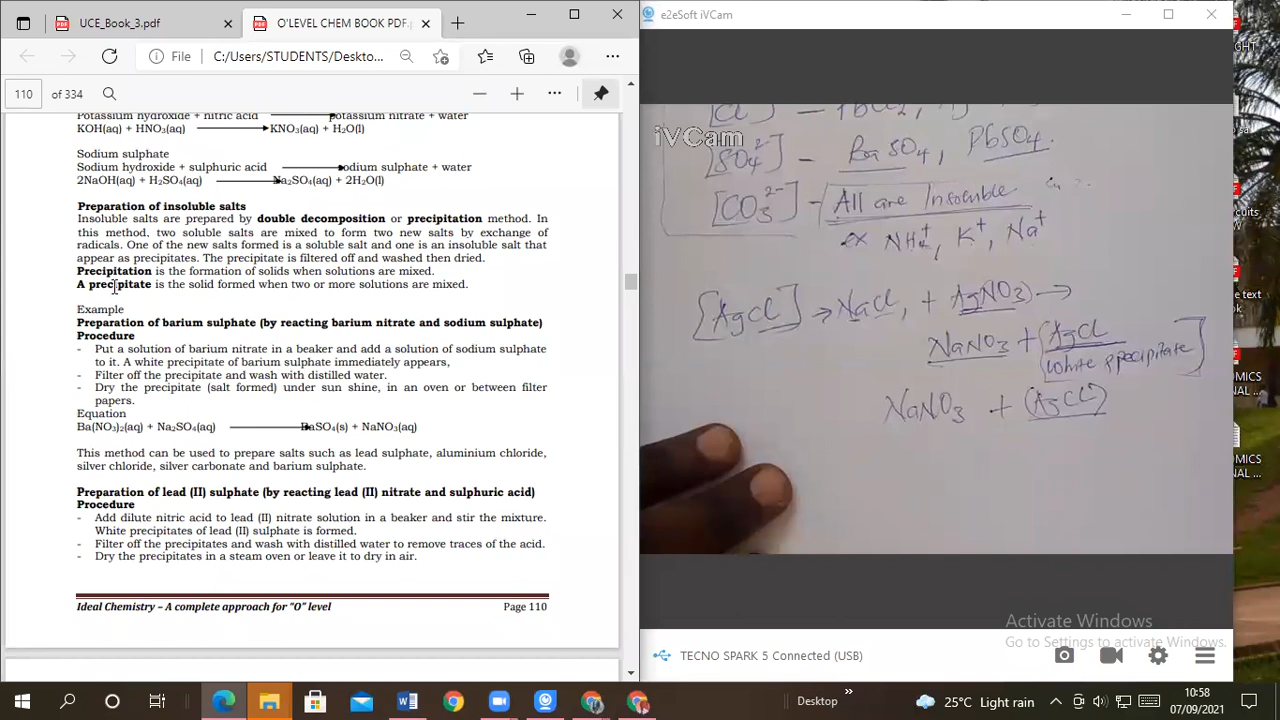 UCE_Book_3.pdf
O'LEVEL CHEM BOOK PDF.
e2eSoft iVCam
File
C:/Users/STUDENTS/Deskto...
110 of 334
Potassium hydroxide + nitric acid potassium nitrate + water
KOH(aq) + HNO₃(aq) KNO₃(aq) + H₂O(l)
Sodium sulphate
Sodium hydroxide + sulphuric acid sodium sulphate + water
2NaOH(aq) + H₂SO₄(aq) Na₂SO₄(aq) + 2H₂O(l)
Preparation of insoluble salts
Insoluble salts are prepared by double decomposition or precipitation method. In
this method, two soluble salts are mixed to form two new salts by exchange of
radicals. One of the new salts formed is a soluble salt and one is an insoluble salt that
appear as precipitates. The precipitate is filtered off and washed then dried.
Precipitation is the formation of solids when solutions are mixed.
A precipitate is the solid formed when two or more solutions are mixed.
Example
Preparation of barium sulphate (by reacting barium nitrate and sodium sulphate)
Procedure
- Put a solution of barium nitrate in a beaker and add a solution of sodium sulphate
to it. A white precipitate of barium sulphate immediately appears,
- Filter off the precipitate and wash with distilled water.
- Dry the precipitate (salt formed) under sun shine, in an oven or between filter
papers.
Equation
Ba(NO₃)₂(aq) + Na₂SO₄(aq) BaSO₄(s) + NaNO₃(aq)
This method can be used to prepare salts such as lead sulphate, aluminium chloride,
silver chloride, silver carbonate and barium sulphate.
Preparation of lead (II) sulphate (by reacting lead (II) nitrate and sulphuric acid)
Procedure
- Add dilute nitric acid to lead (II) nitrate solution in a beaker and stir the mixture.
White precipitates of lead (II) sulphate is formed.
- Filter off the precipitates and wash with distilled water to remove traces of the acid.
- Dry the precipitates in a steam oven or leave it to dry in air.
Ideal Chemistry – A complete approach for "O" level Page 110
iVCam
[Cl⁻] – PbCl₂, Ag
[SO₄²⁻] – BaSO₄, PbSO₄.
[CO₃²⁻] – All are Insoluble
ex NH₄⁺, K⁺, Na⁺
[AgCl] → NaCl, + AgNO₃ →
NaNO₃ + (AgCl
White precipitate
NaNO₃ + (AgCl)
Activate Windows
Go to Settings to activate Windows.
TECNO SPARK 5 Connected (USB)
Desktop
25°C Light rain
10:58
07/09/2021